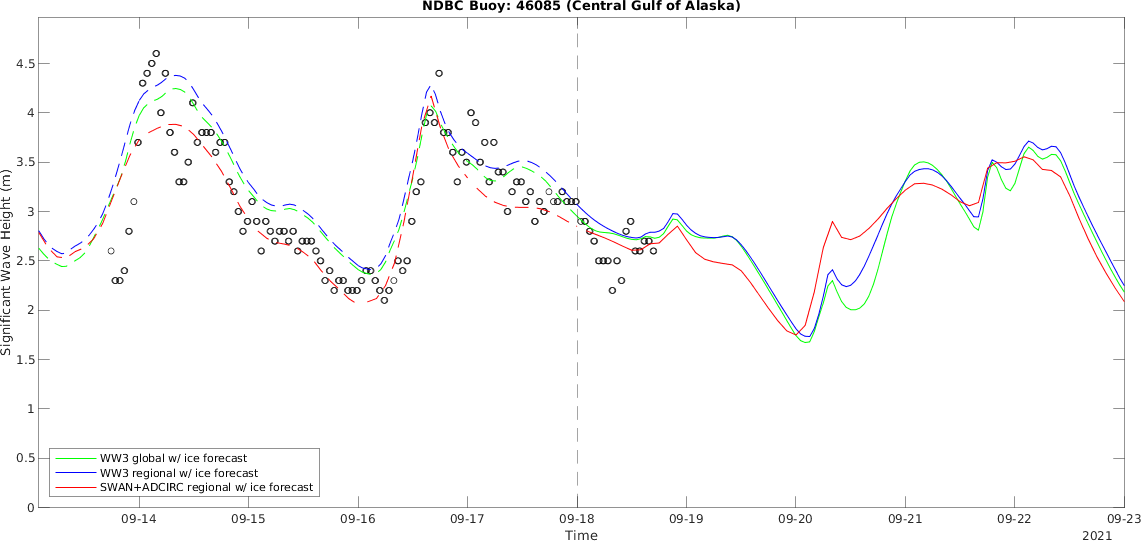 NDBC Buoy: 46085 (Central Gulf of Alaska)
Significant Wave Height (m)
4.5
4
3.5
3
2.5
2
1.5
1
0.5
0
WW3 global w/ ice forecast
WW3 regional w/ ice forecast
SWAN+ADCIRC regional w/ ice forecast
09-14 09-15 09-16 09-17 09-18 09-19 09-20 09-21 09-22 09-23
Time
2021